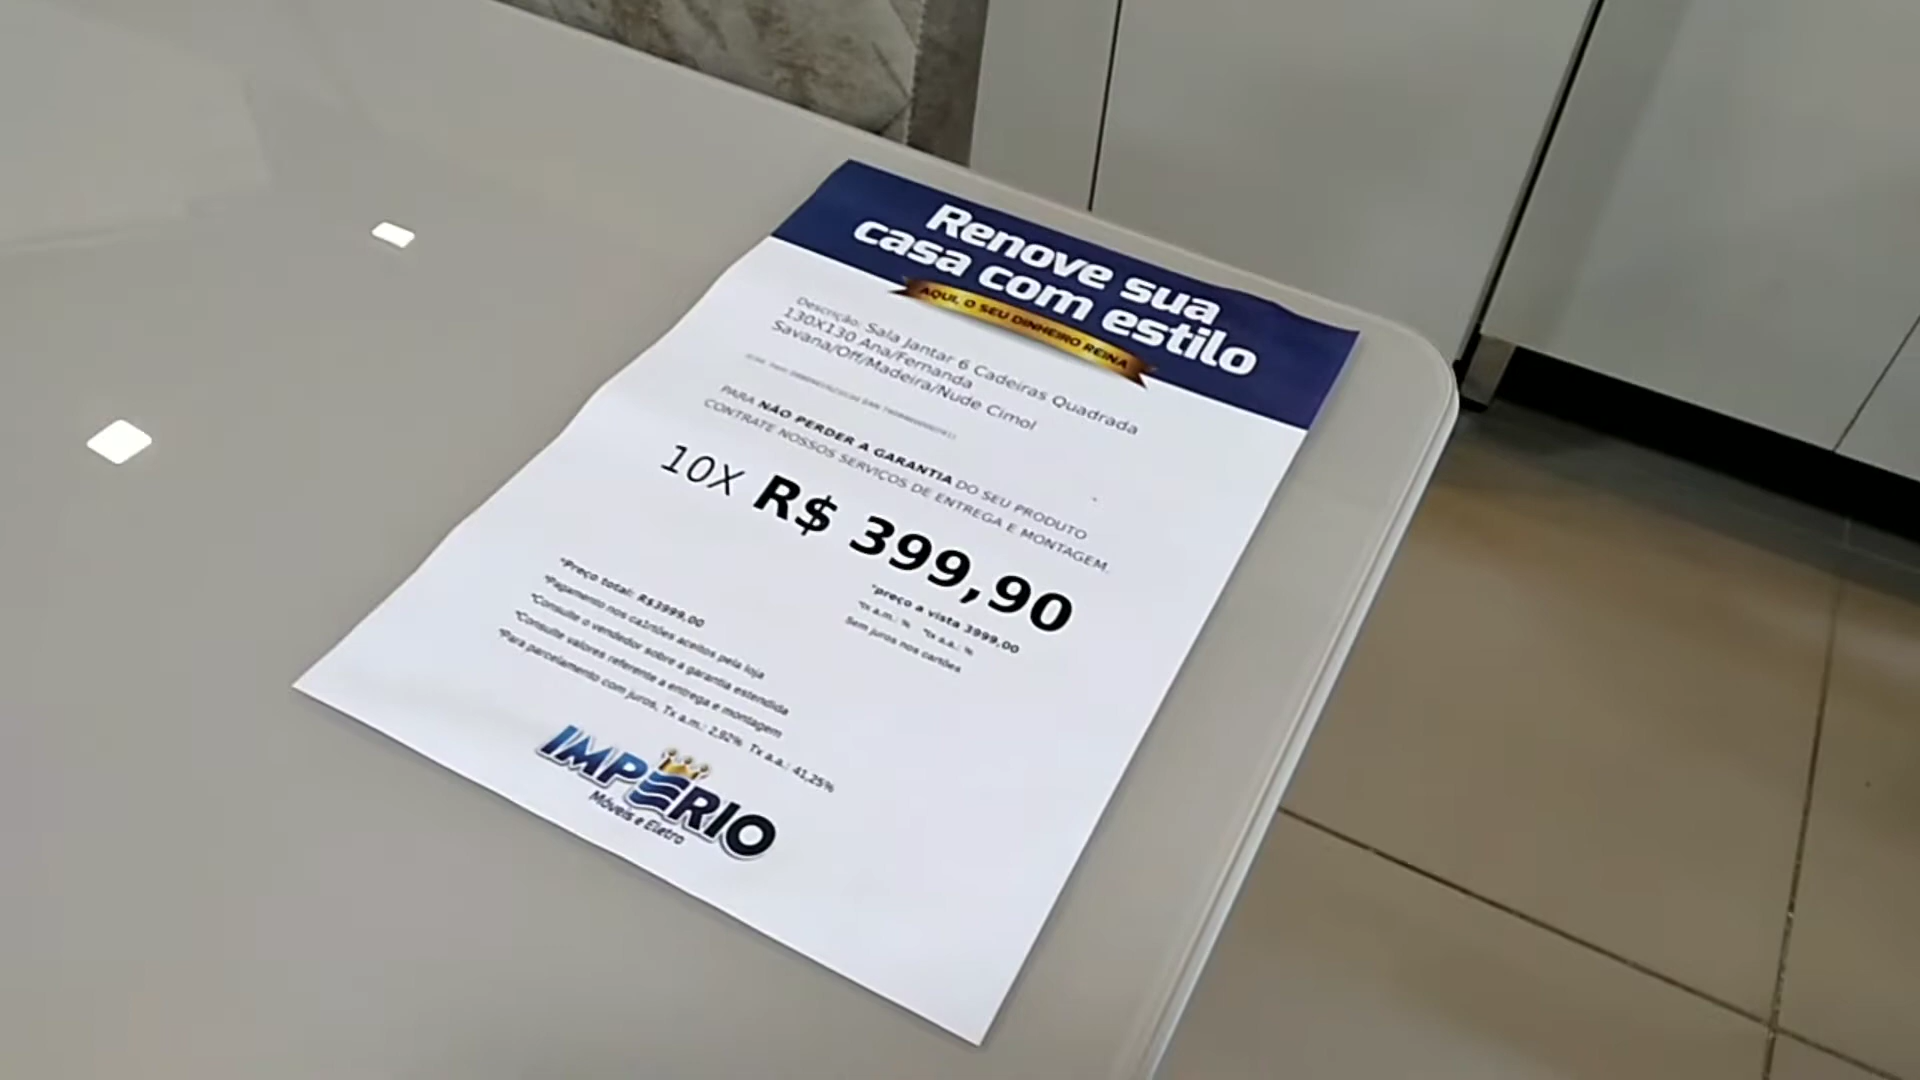 Renove sua
casa com estilo
AQUI, O SEU DINHEIRO REINA
Descrição: Sala Jantar 6 Cadeiras Quadrada
130X130 Ana/Fernanda
Savana/Off/Madeira/Nude Cimol
PARA NÃO PERDER A GARANTIA DO SEU PRODUTO
CONTRATE NOSSOS SERVIÇOS DE ENTREGA E MONTAGEM.
10X R$ 399,90
*Preço total: R$3999,00
*Pagamento nos ca1ntões aceitos pela loja
*Consulte o vendedor sobre a garantia estendida
*Consulte valores referente a entrega e montagem
*Para parcelamento com juros, Tx a.m.: 2,92% Tx a.a.: 41,25%
*preço a vista 3999,00
*tx a.m.: % *tx a.a.: %
Sem juros nos cartões
IMPÉRIO
Móveis e Eletro